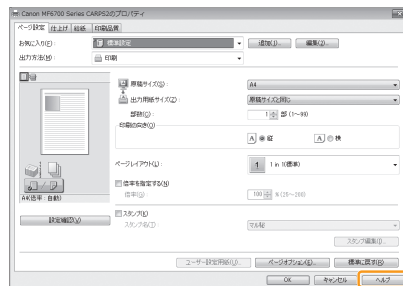 Canon MF6700 Series CARPS2のプロパティ
ページ設定 仕上げ 給紙 印刷品質
お気に入り(F): 標準設定 追加(1)... 編集(2)...
出力方法(M): 印刷
原稿サイズ(S): A4
出力用紙サイズ(Z): 原稿サイズと同じ
部数(C): 1 部 (1~99)
印刷の向き(O)
A 縦 A 横
ページレイアウト(L): 1 1 in 1(標準)
倍率を指定する(N)
倍率(G): 100 % (25~200)
A4(倍率: 自動)
設定確認(V)
スタンプ(K)
スタンプ名(T): マル秘
スタンプ編集(I)...
ユーザー設定用紙(U)... ページオプション(E)... 標準に戻す(R)
OK キャンセル ヘルプ